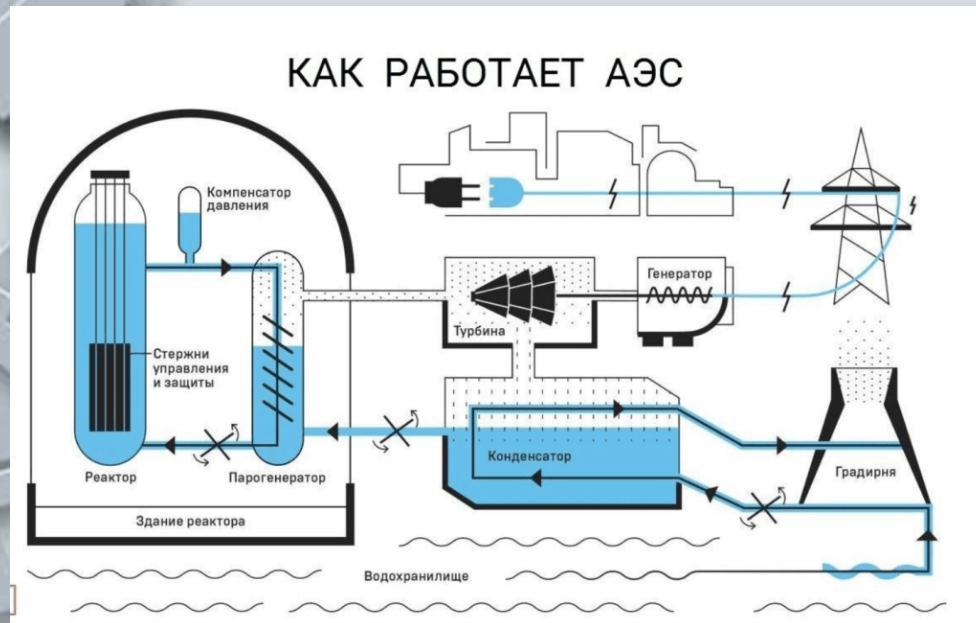 КАК РАБОТАЕТ АЭС
Компенсатор
давления
Генератор
Турбина
Стержни
управления
и защиты
Конденсатор
Градирня
Реактор
Парогенератор
Здание реактора
Водохранилище